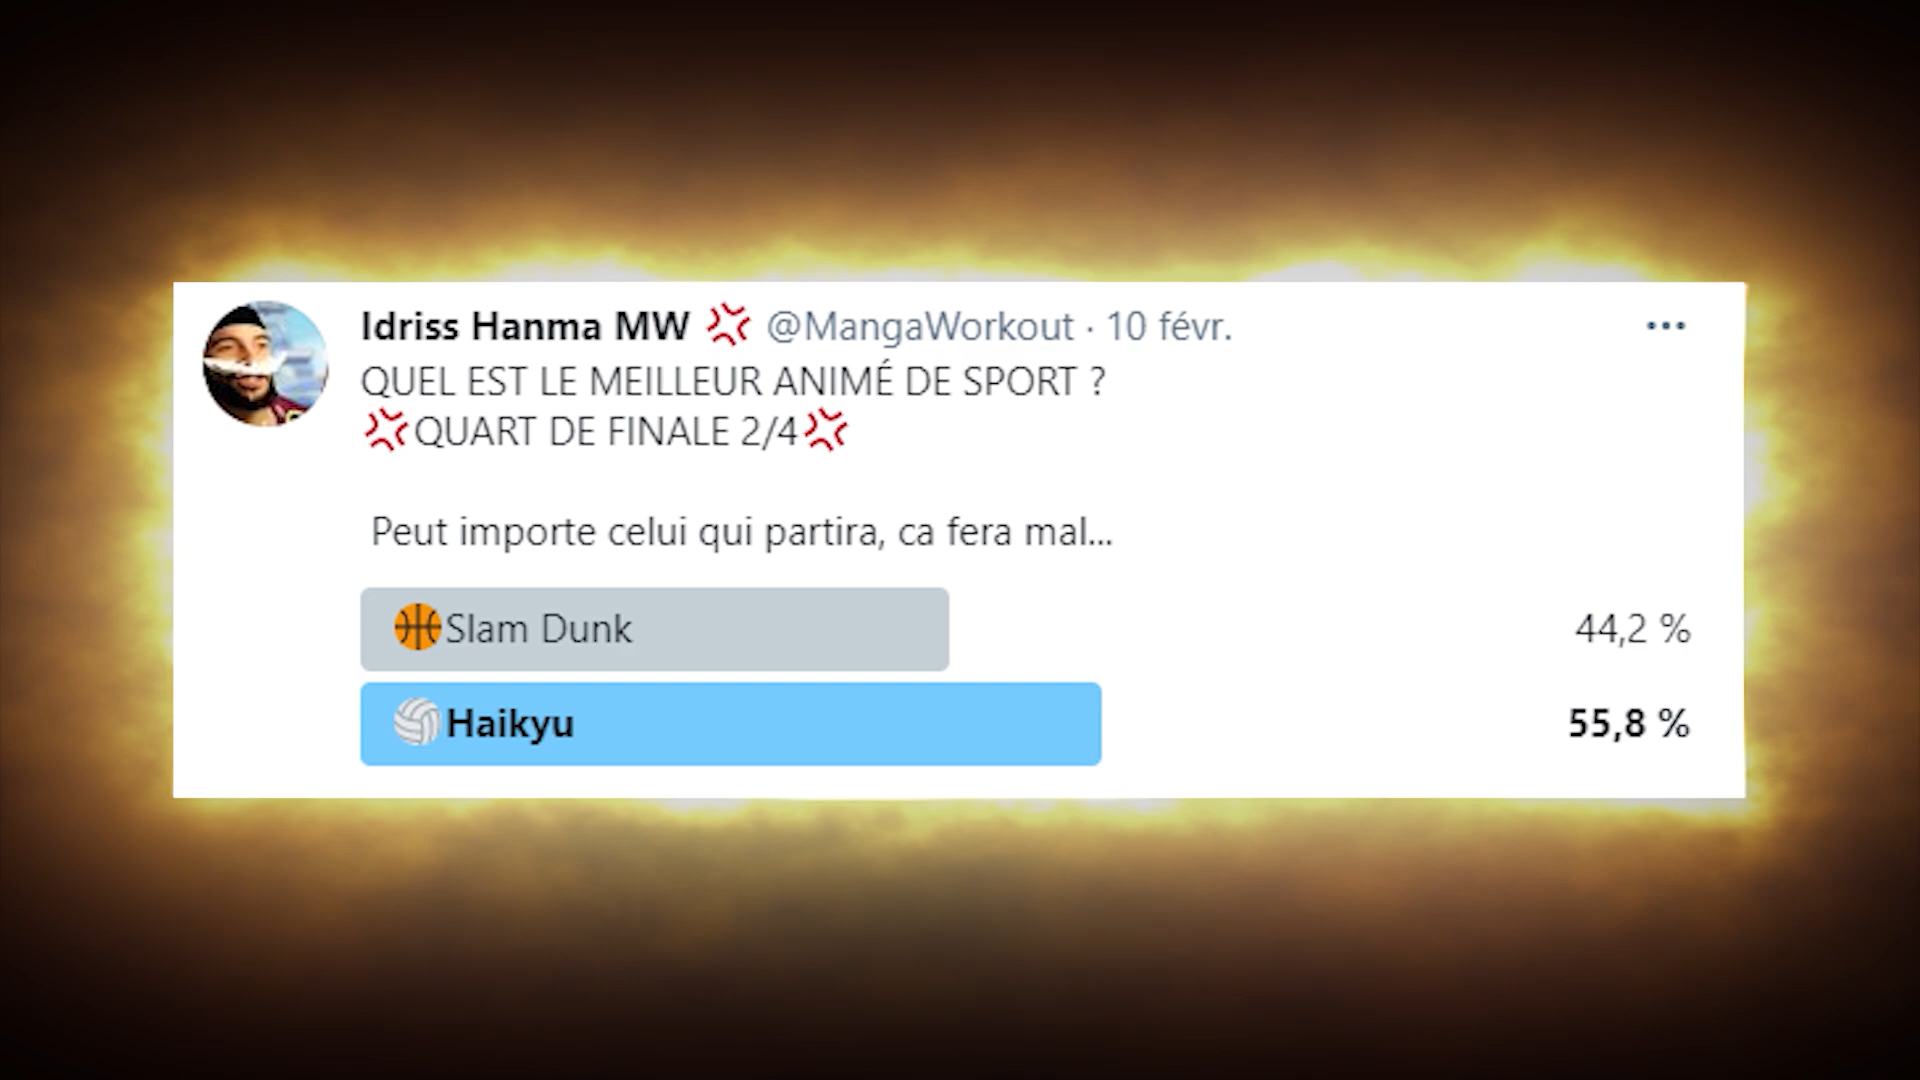 Idriss Hanma MW 💢 @MangaWorkout · 10 févr.
QUEL EST LE MEILLEUR ANIMÉ DE SPORT ?
💢QUART DE FINALE 2/4💢
Peut importe celui qui partira, ca fera mal...
🏀Slam Dunk 44,2 %
🏐Haikyu 55,8 %